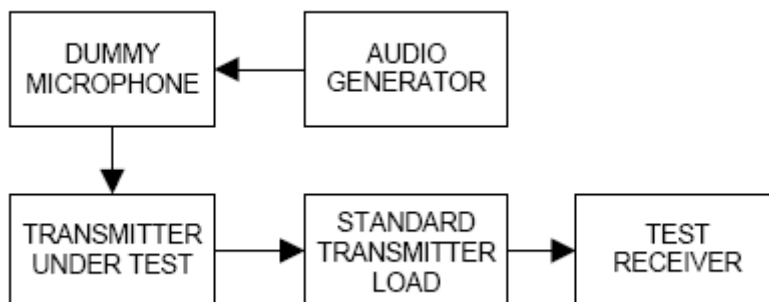 DUMMY
MICROPHONE
AUDIO
GENERATOR
TRANSMITTER
UNDER TEST
STANDARD
TRANSMITTER
LOAD
TEST
RECEIVER